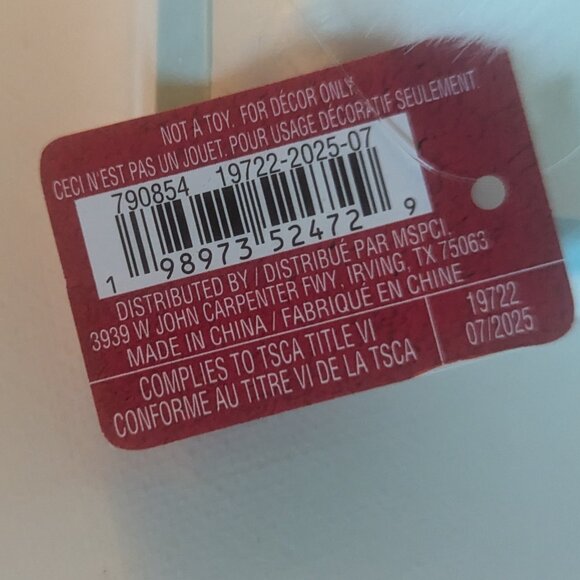 NOT A TOY. FOR DÉCOR ONLY.
CECI N'EST PAS UN JOUET. POUR USAGE DÉCORATIF SEULEMENT.
790854 19722-2025-07
1 98973 52472 9
DISTRIBUTED BY / DISTRIBUÉ PAR MSPCI.
3939 W JOHN CARPENTER FWY. IRVING, TX 75063
MADE IN CHINA / FABRIQUÉ EN CHINE
COMPLIES TO TSCA TITLE VI
CONFORME AU TITRE VI DE LA TSCA
19722
07/2025